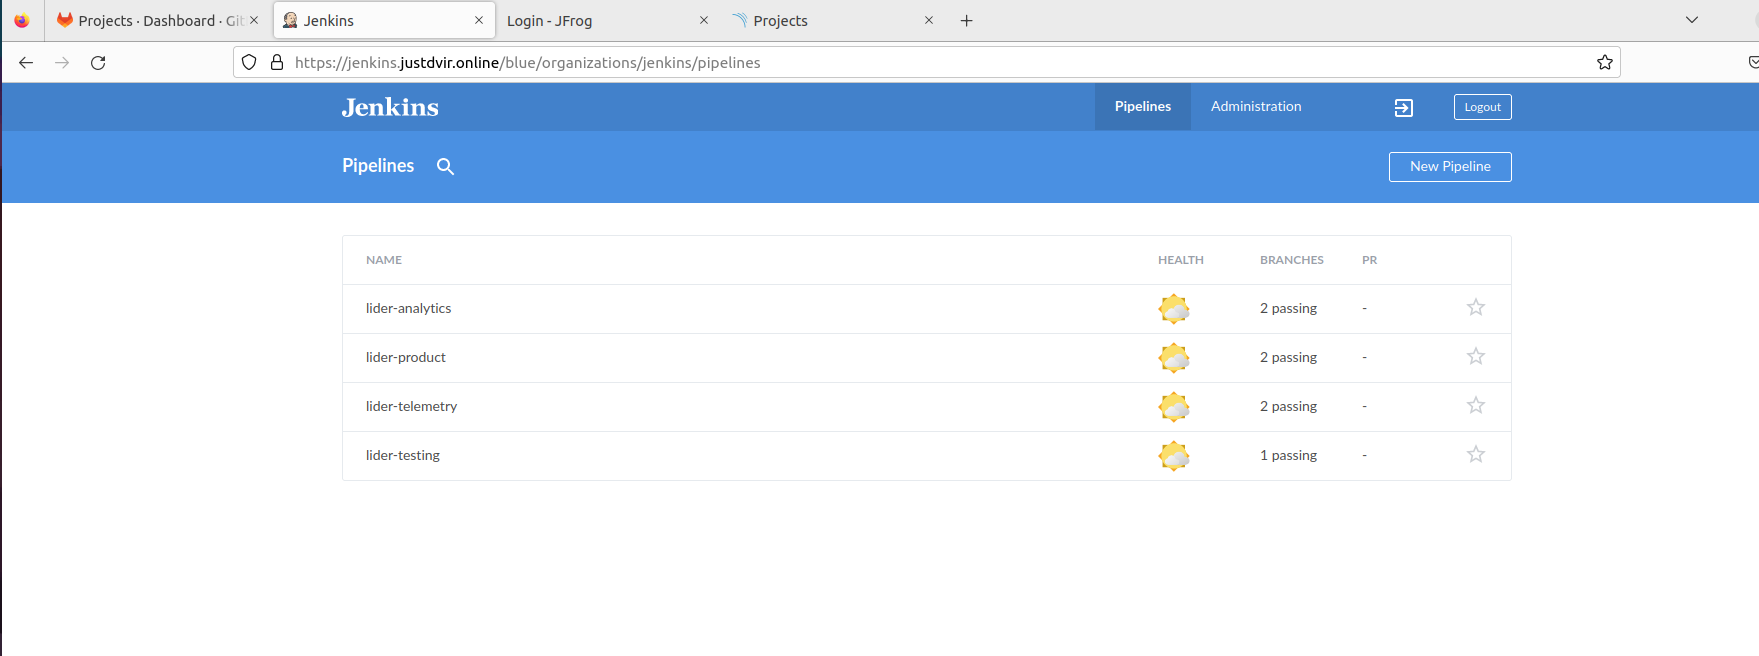 Projects · Dashboard · Git
Jenkins
Login - JFrog
Projects
https://jenkins.justdvir.online/blue/organizations/jenkins/pipelines
Jenkins
Pipelines
Administration
Logout
Pipelines
New Pipeline
NAME HEALTH BRANCHES PR
lider-analytics 2 passing -
lider-product 2 passing -
lider-telemetry 2 passing -
lider-testing 1 passing -